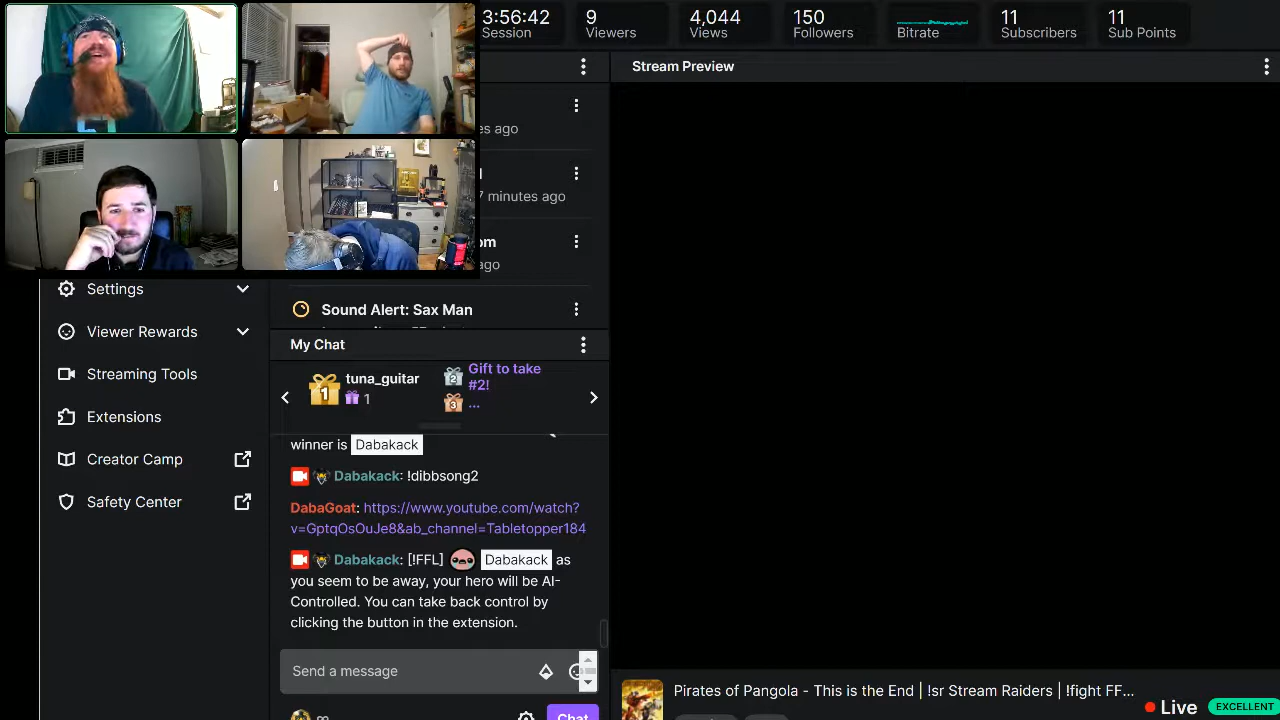 3:56:42
Session
9
Viewers
4,044
Views
150
Followers
Bitrate
11
Subscribers
11
Sub Points
Stream Preview
es ago
7 minutes ago
om
ago
Settings
Viewer Rewards
Streaming Tools
Extensions
Creator Camp
Safety Center
Sound Alert: Sax Man
My Chat
1
tuna_guitar
1
2
Gift to take
#2!
3
...
winner is Dabakack
Dabakack: !dibbsong2
DabaGoat: https://www.youtube.com/watch?
v=GptqOsOuJe8&ab_channel=Tabletopper184
Dabakack: [!FFL] Dabakack as
you seem to be away, your hero will be AI-
Controlled. You can take back control by
clicking the button in the extension.
Send a message
Chat
Pirates of Pangola - This is the End | !sr Stream Raiders | !fight FF...
Live
EXCELLENT